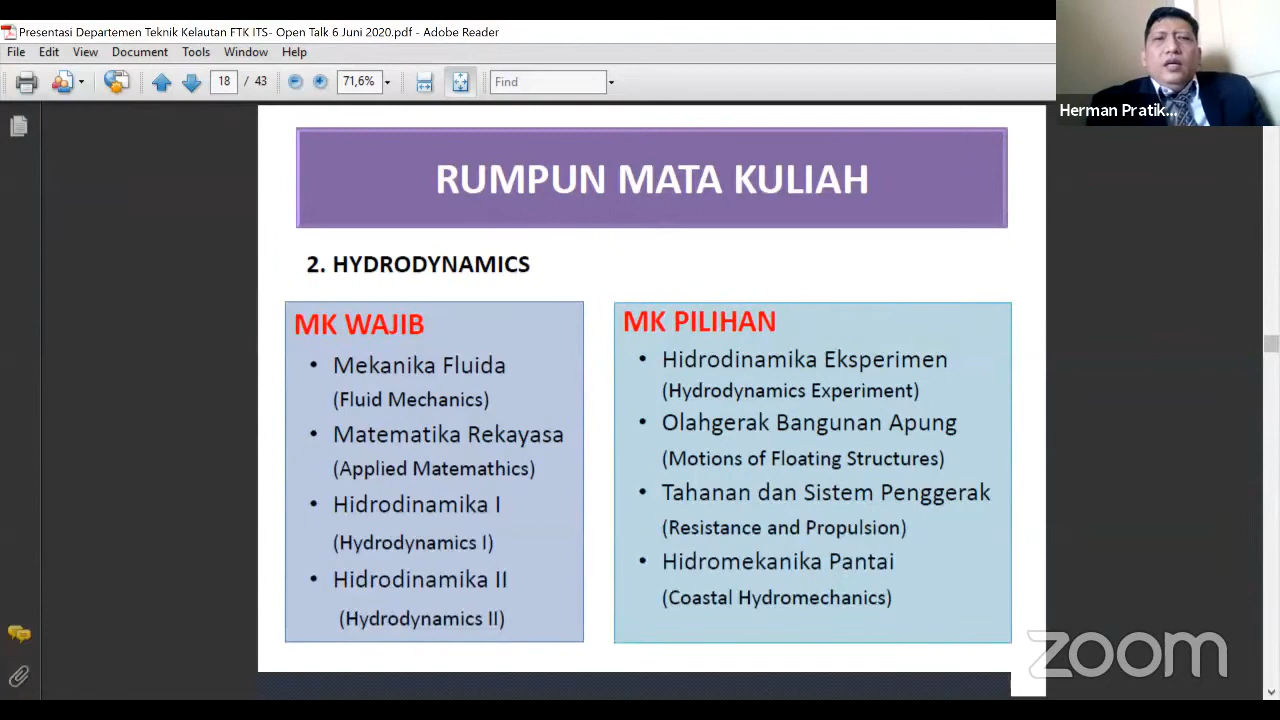 Presentasi Departemen Teknik Kelautan FTK ITS- Open Talk 6 Juni 2020.pdf - Adobe Reader
File Edit View Document Tools Window Help
18 / 43 71,6% Find
Herman Pratik...
RUMPUN MATA KULIAH
2. HYDRODYNAMICS
MK WAJIB
• Mekanika Fluida
(Fluid Mechanics)
• Matematika Rekayasa
(Applied Matemathics)
• Hidrodinamika I
(Hydrodynamics I)
• Hidrodinamika II
(Hydrodynamics II)
MK PILIHAN
• Hidrodinamika Eksperimen
(Hydrodynamics Experiment)
• Olahgerak Bangunan Apung
(Motions of Floating Structures)
• Tahanan dan Sistem Penggerak
(Resistance and Propulsion)
• Hidromekanika Pantai
(Coastal Hydromechanics)
zoom